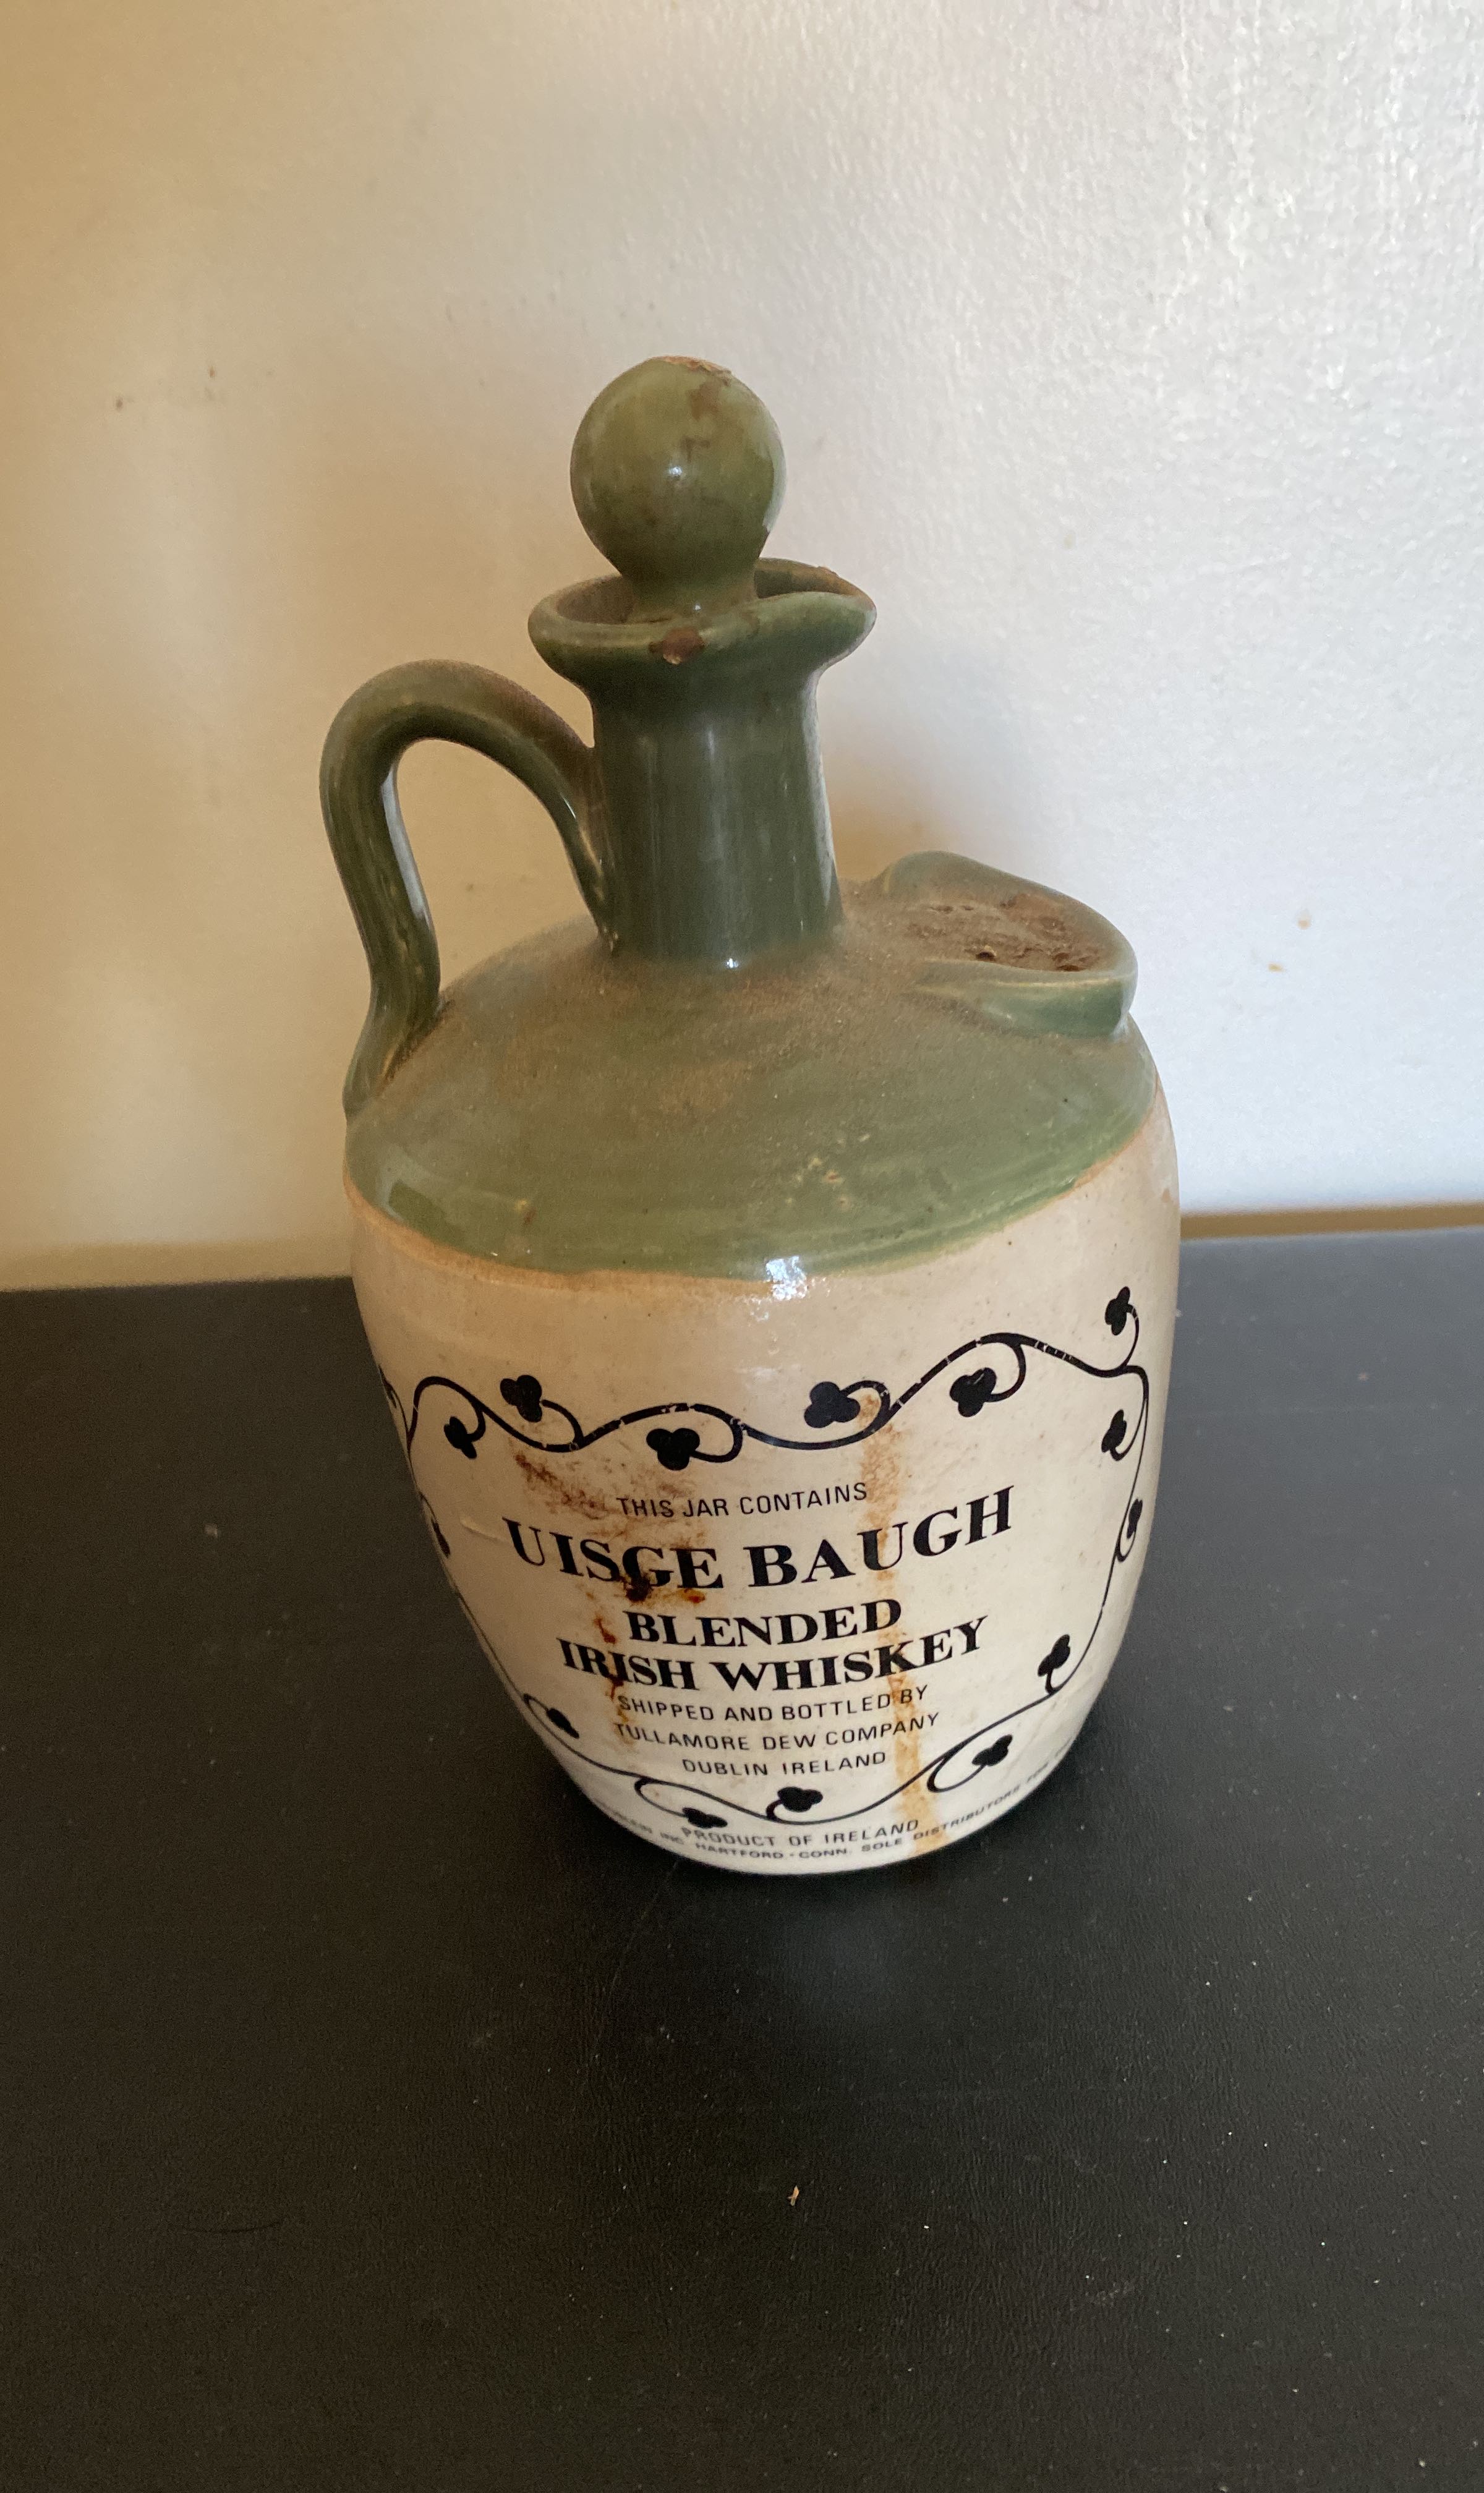 THIS JAR CONTAINS
UISGE BAUGH
BLENDED
IRISH WHISKEY
SHIPPED AND BOTTLED BY
TULLAMORE DEW COMPANY
DUBLIN IRELAND
PRODUCT OF IRELAND
INC HARTFORD - CONN. SOLE DISTRIBUTORS